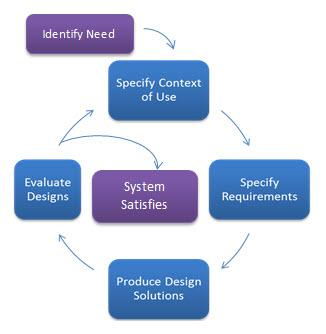 Identify Need
Specify Context
of Use
Evaluate
Designs
System
Satisfies
Specify
Requirements
Produce Design
Solutions